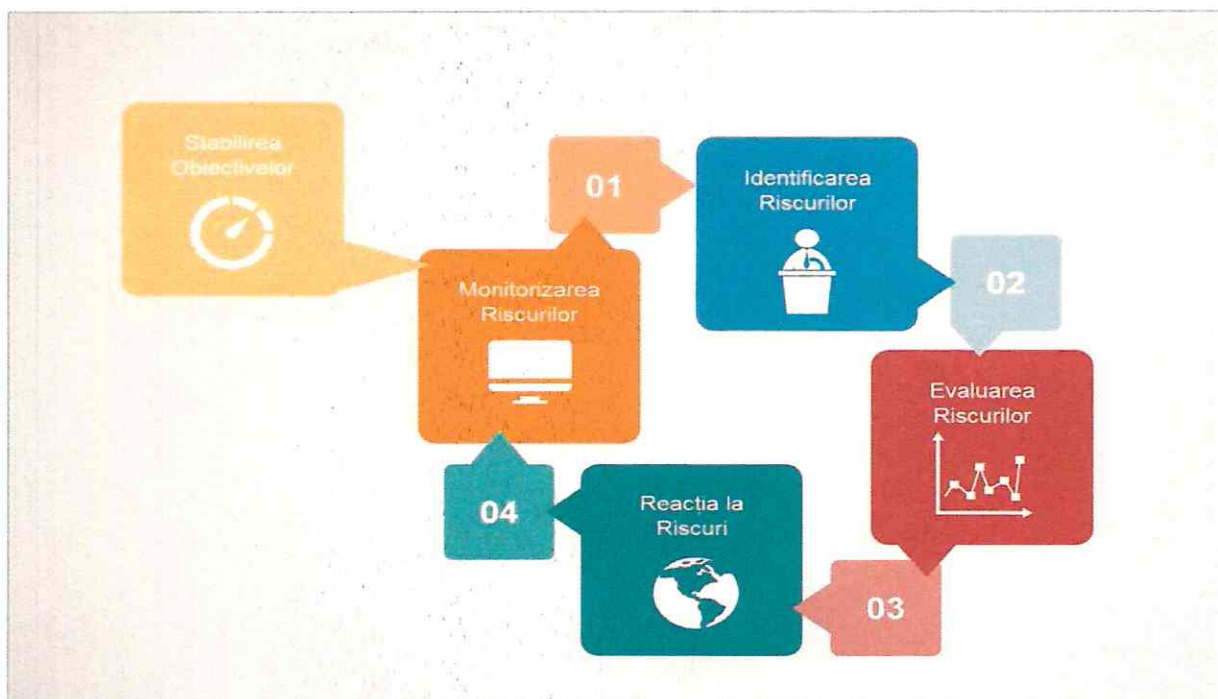 Stabilirea
Obiectivelor
01
Identificarea
Riscurilor
02
Monitorizarea
Riscurilor
Evaluarea
Riscurilor
03
Reacția la
Riscuri
04